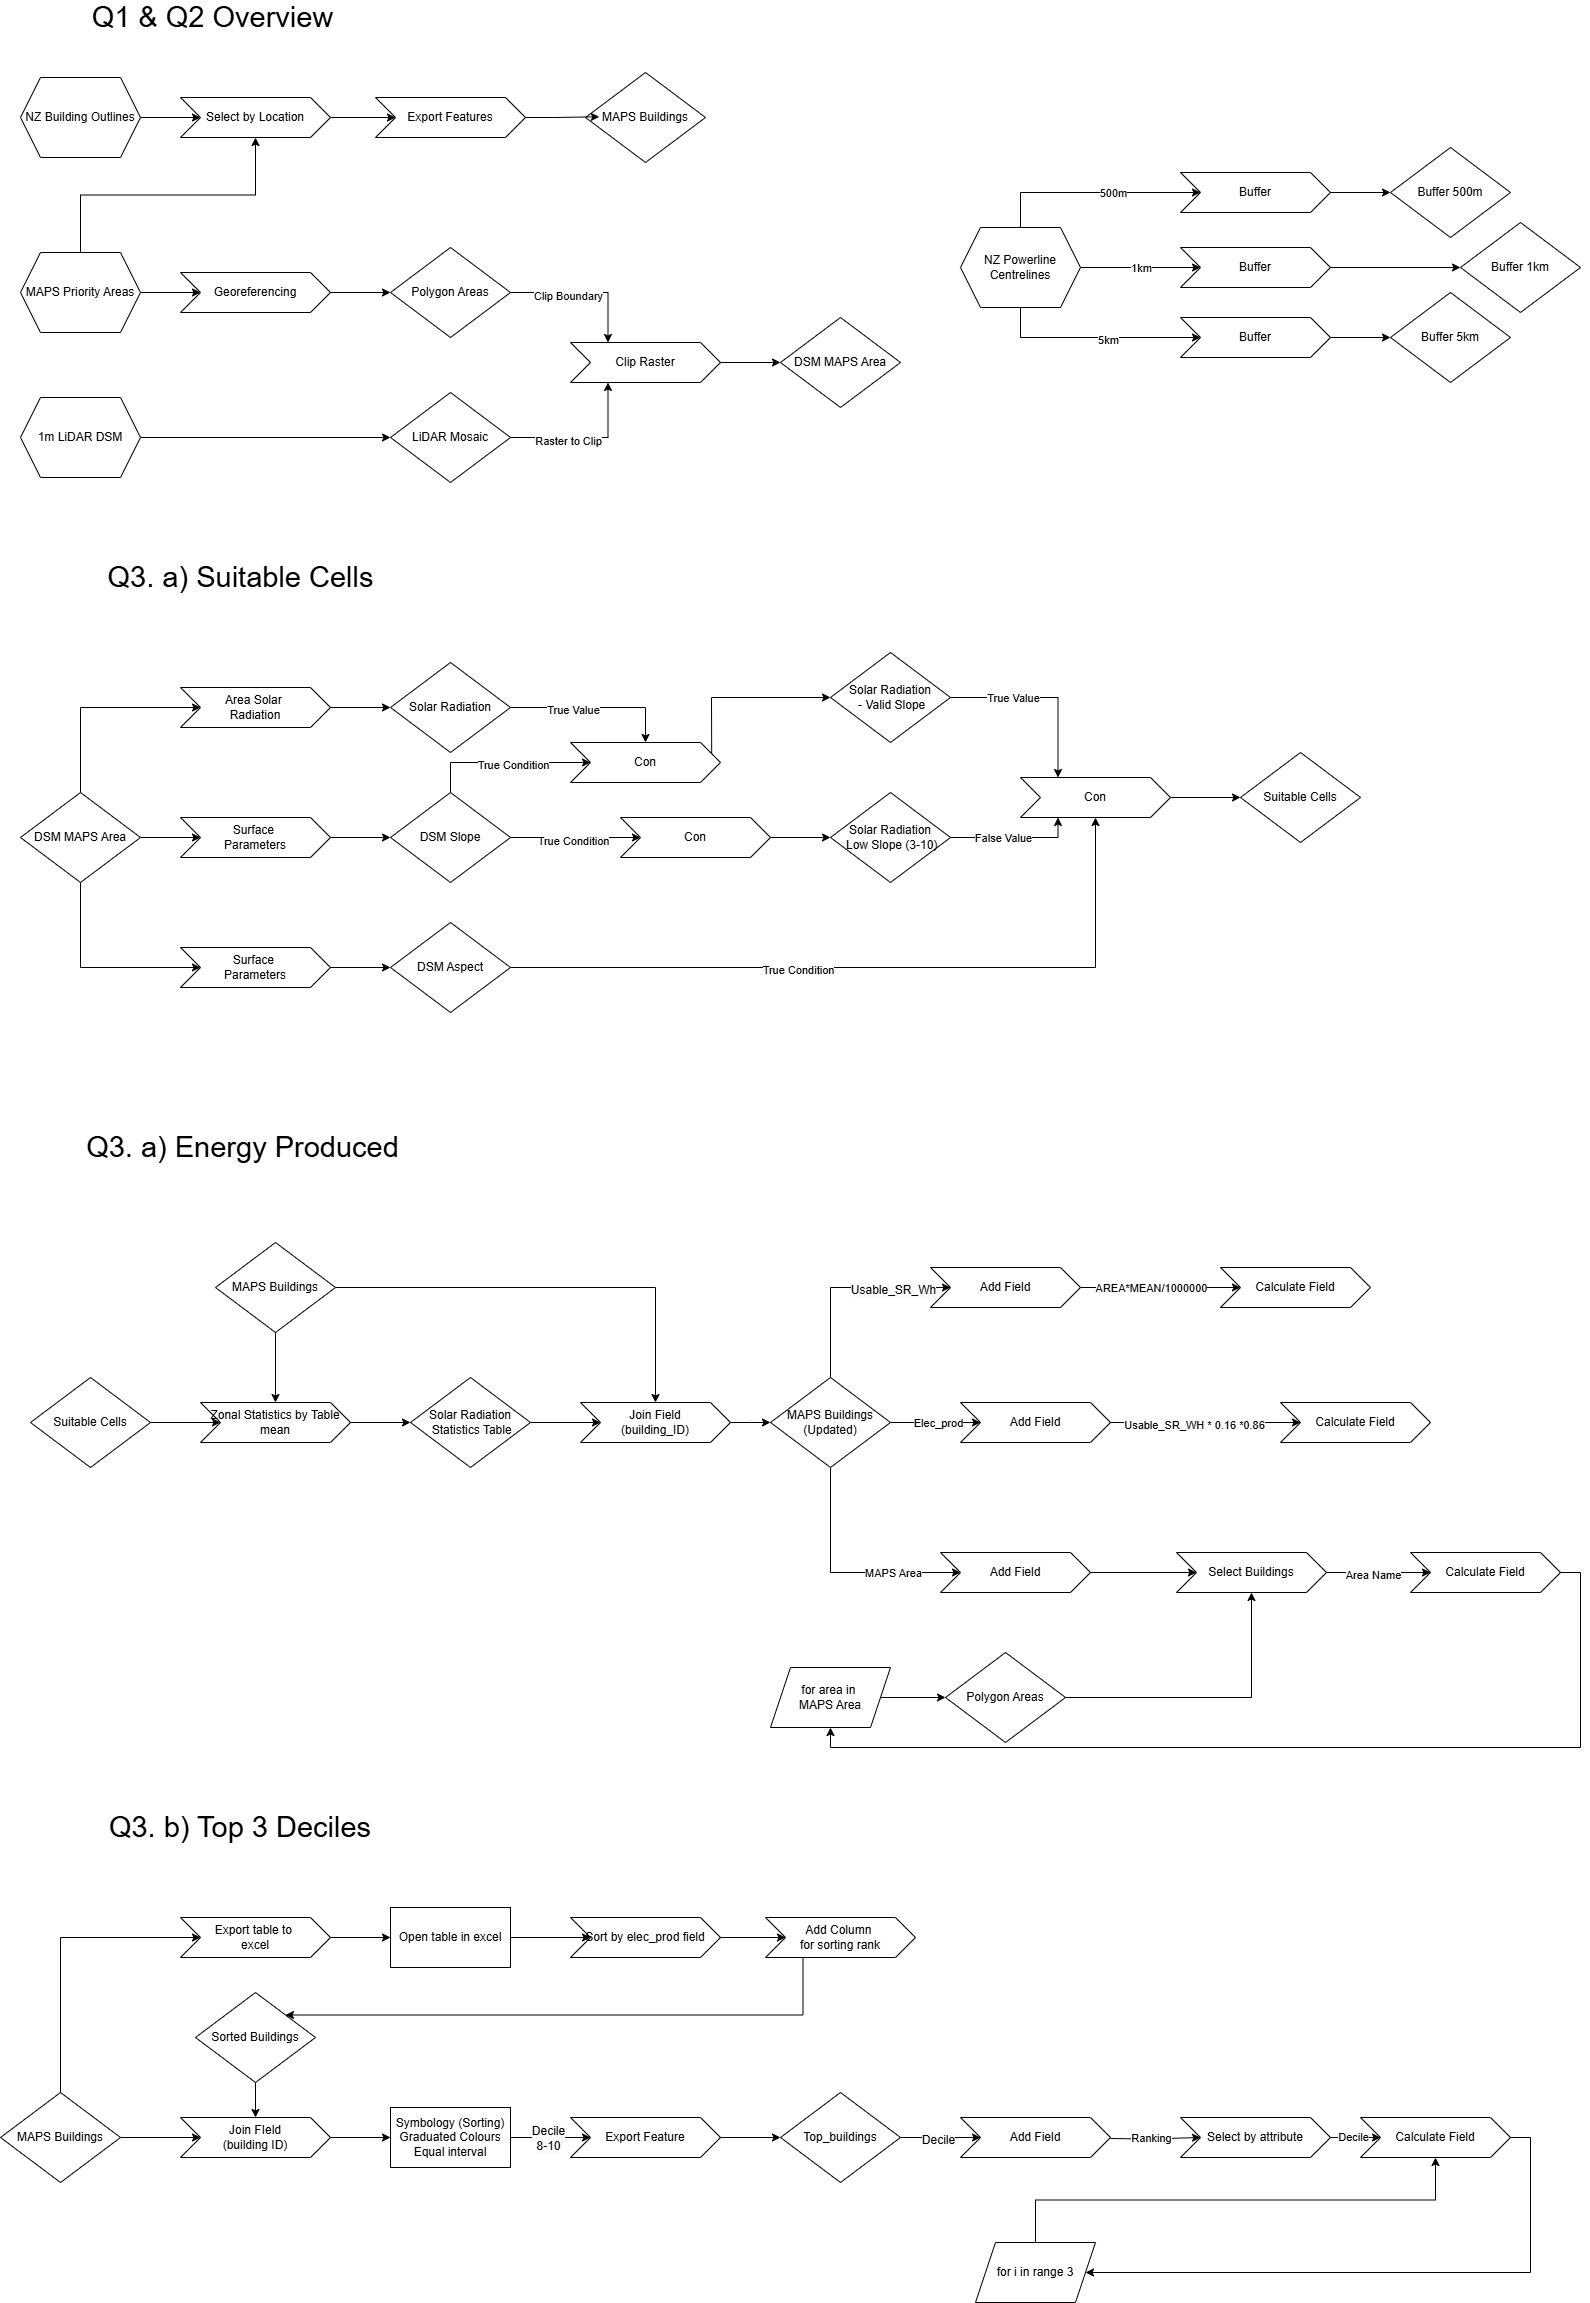 Q1 & Q2 Overview
NZ Building Outlines
Select by Location
Export Features
MAPS Buildings
500m
Buffer
Buffer 500m
NZ Powerline
Centrelines
1km
Buffer
Buffer 1km
5km
Buffer
Buffer 5km
MAPS Priority Areas
Georeferencing
Polygon Areas
Clip Boundary
Clip Raster
DSM MAPS Area
1m LiDAR DSM
LiDAR Mosaic
Raster to Clip
Q3. a) Suitable Cells
Area Solar
Radiation
Solar Radiation
True Value
Solar Radiation
- Valid Slope
True Value
True Condition
Con
DSM MAPS Area
Surface
Parameters
DSM Slope
True Condition
Con
Solar Radiation
Low Slope (3-10)
False Value
Con
Suitable Cells
Surface
Parameters
DSM Aspect
True Condition
Q3. a) Energy Produced
MAPS Buildings
Usable_SR_Wh
Add Field
AREA*MEAN/1000000
Calculate Field
Suitable Cells
Zonal Statistics by Table
mean
Solar Radiation
Statistics Table
Join Field
(building_ID)
MAPS Buildings
(Updated)
Elec_prod
Add Field
Usable_SR_WH * 0.16 *0.86
Calculate Field
MAPS Area
Add Field
Select Buildings
Area Name
Calculate Field
for area in
MAPS Area
Polygon Areas
Q3. b) Top 3 Deciles
Export table to
excel
Open table in excel
Sort by elec_prod field
Add Column
for sorting rank
Sorted Buildings
MAPS Buildings
Join FIeld
(building ID)
Symbology (Sorting)
Graduated Colours
Equal interval
Decile
8-10
Export Feature
Top_buildings
Decile
Add Field
Ranking
Select by attribute
Decile
Calculate Field
for i in range 3